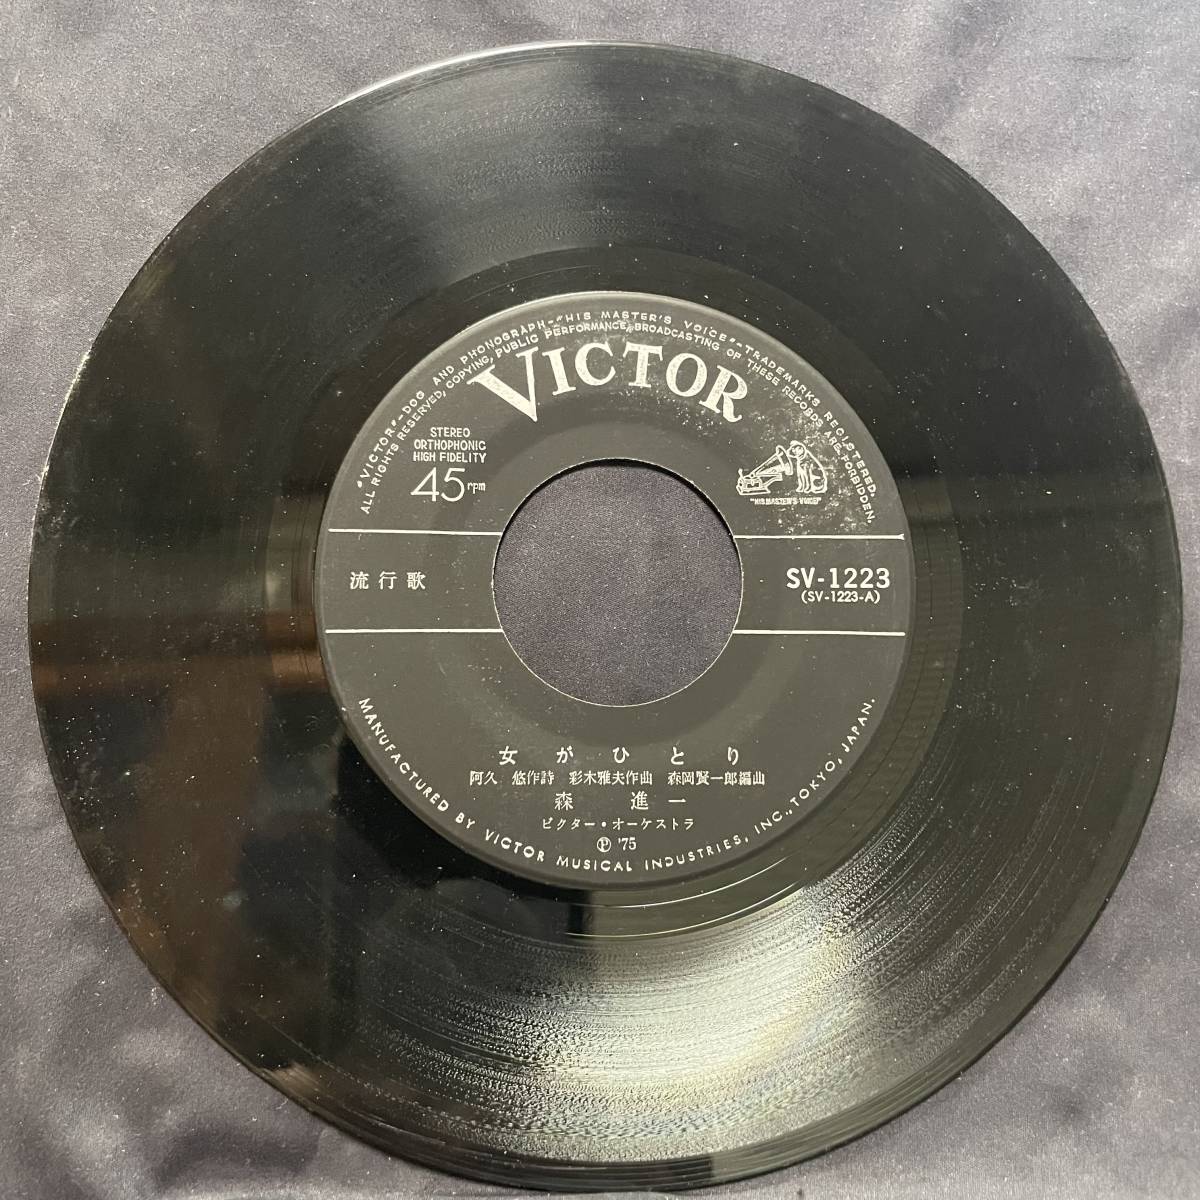 "VICTOR"-DOG AND PHONOGRAPH-"HIS MASTER'S VOICE"-TRADEMARKS REGISTERED.
ALL RIGHTS RESERVED, COPYING, PUBLIC PERFORMANCE, BROADCASTING OF THESE RECORDS ARE FORBIDDEN.
VICTOR
STEREO
ORTHOPHONIC
HIGH FIDELITY
45rpm
"HIS MASTER'S VOICE"
流行歌
SV-1223
(SV-1223-A)
女がひとり
阿久 悠作詩 彩木雅夫作曲 森岡賢一郎編曲
森 進一
ビクター・オーケストラ
Ⓟ '75
MANUFACTURED BY VICTOR MUSICAL INDUSTRIES, INC., TOKYO, JAPAN.